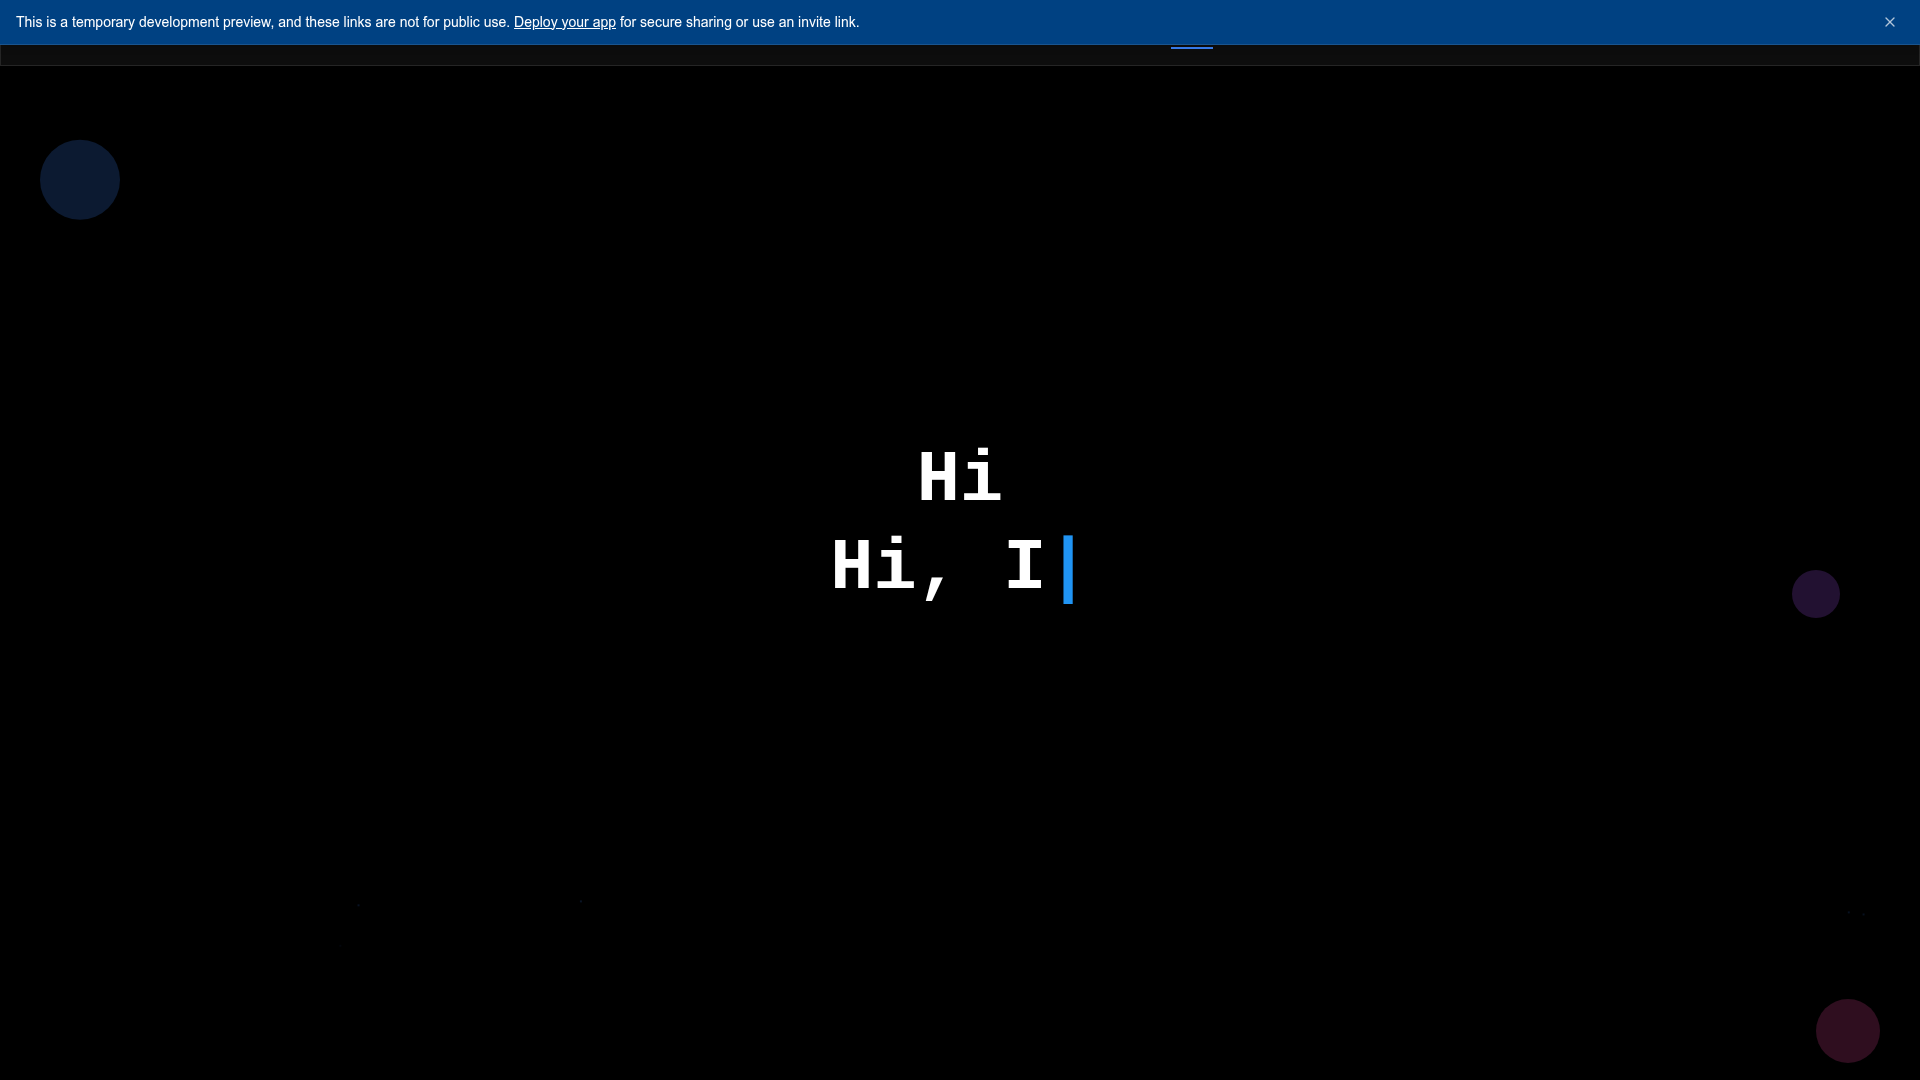 This is a temporary development preview, and these links are not for public use. Deploy your app for secure sharing or use an invite link.
Hi
Hi, I